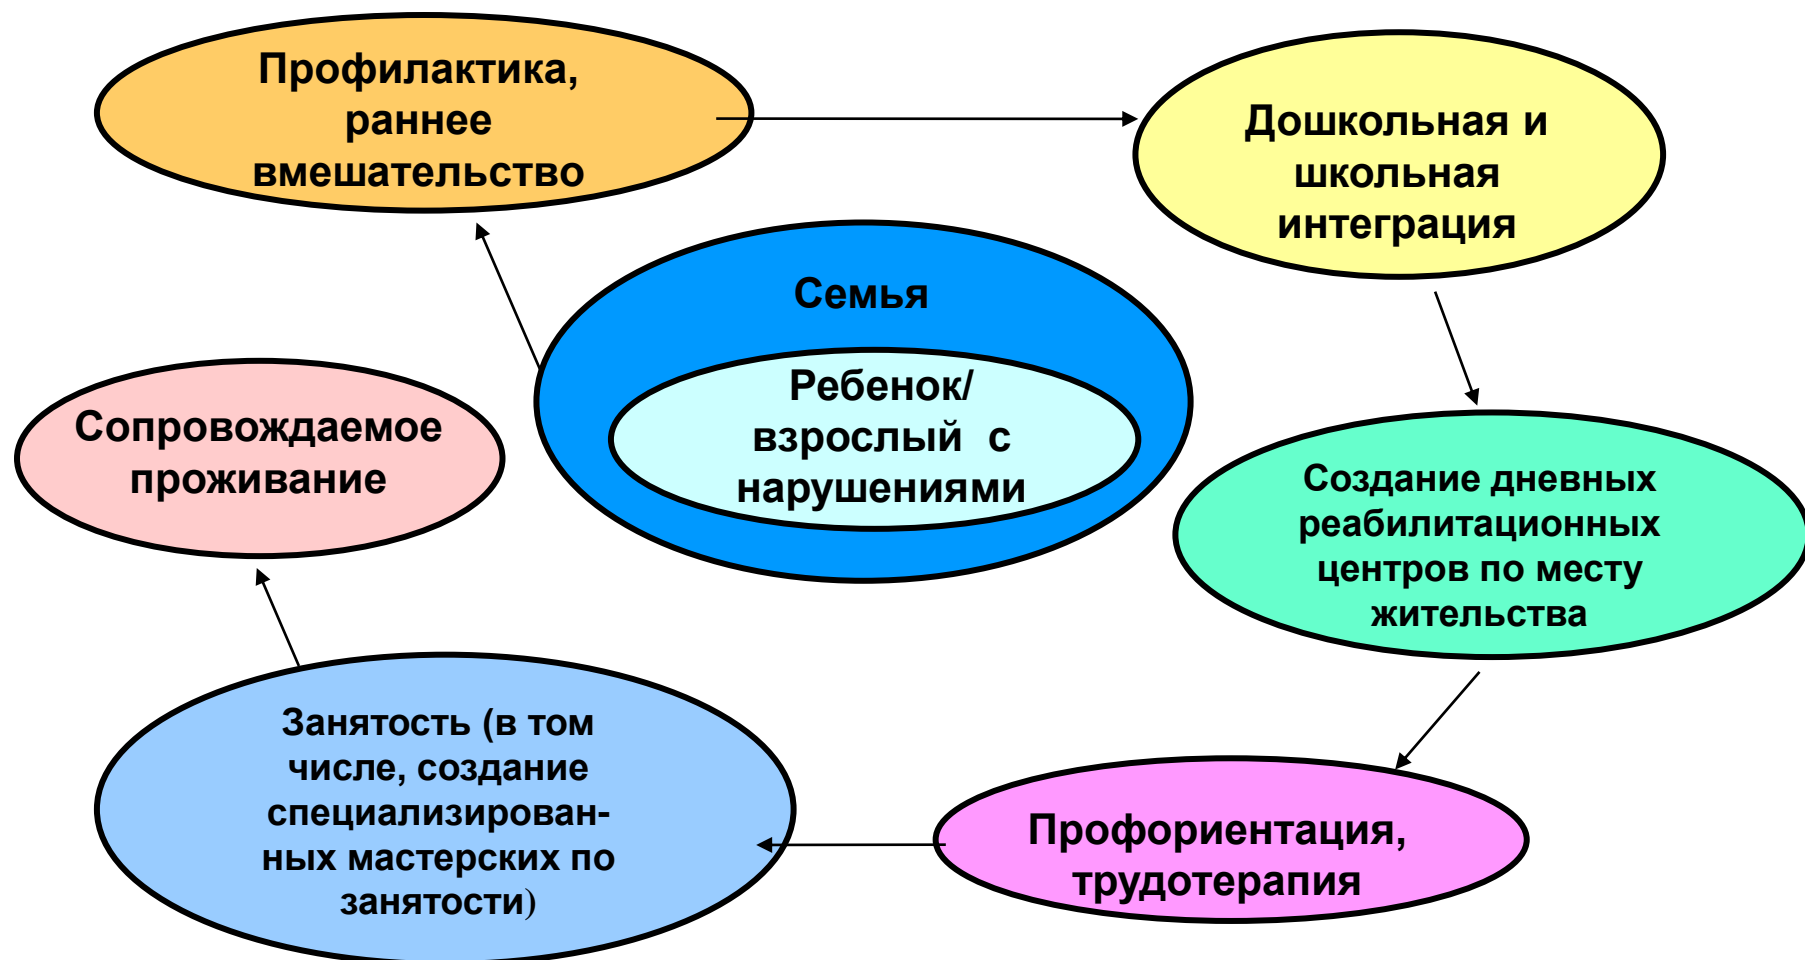 Профилактика,
раннее
вмешательство
Дошкольная и
школьная
интеграция
Семья
Ребенок/
взрослый с
нарушениями
Сопровождаемое
проживание
Создание дневных
реабилитационных
центров по месту
жительства
Занятость (в том
числе, создание
специализирован-
ных мастерских по
занятости)
Профориентация,
трудотерапия